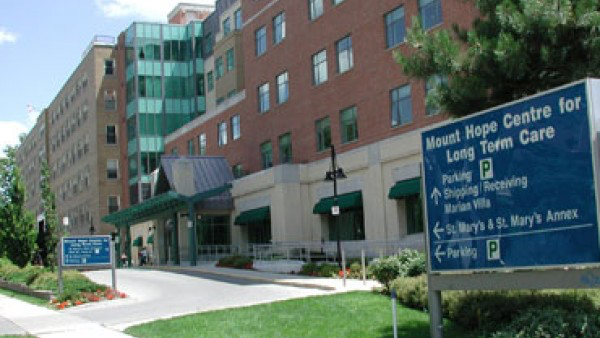 Mount Hope Centre for
Long Term Care
Parking P
↑ Shipping/Receiving
Marian Villa
← St. Mary's & St. Mary's Annex
← Parking P